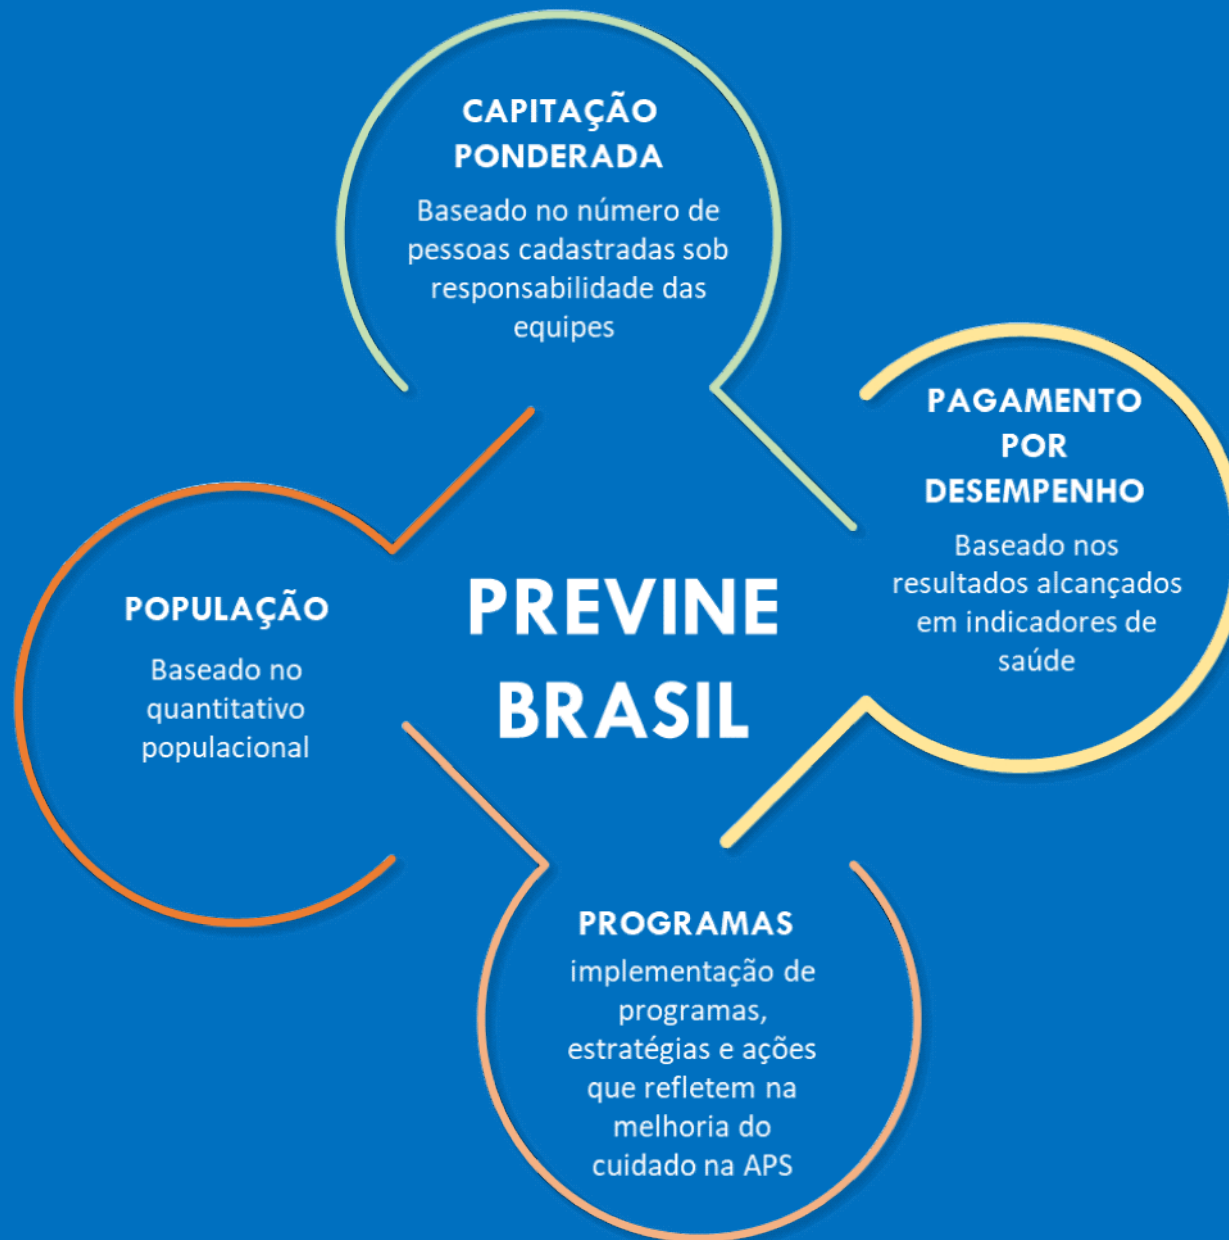 CAPITAÇÃO
PONDERADA
Baseado no número de
pessoas cadastradas sob
responsabilidade das
equipes
PAGAMENTO
POR
DESEMPENHO
Baseado nos
resultados alcançados
em indicadores de
saúde
POPULAÇÃO
Baseado no
quantitativo
populacional
PREVINE
BRASIL
PROGRAMAS
implementação de
programas,
estratégias e ações
que refletem na
melhoria do
cuidado na APS